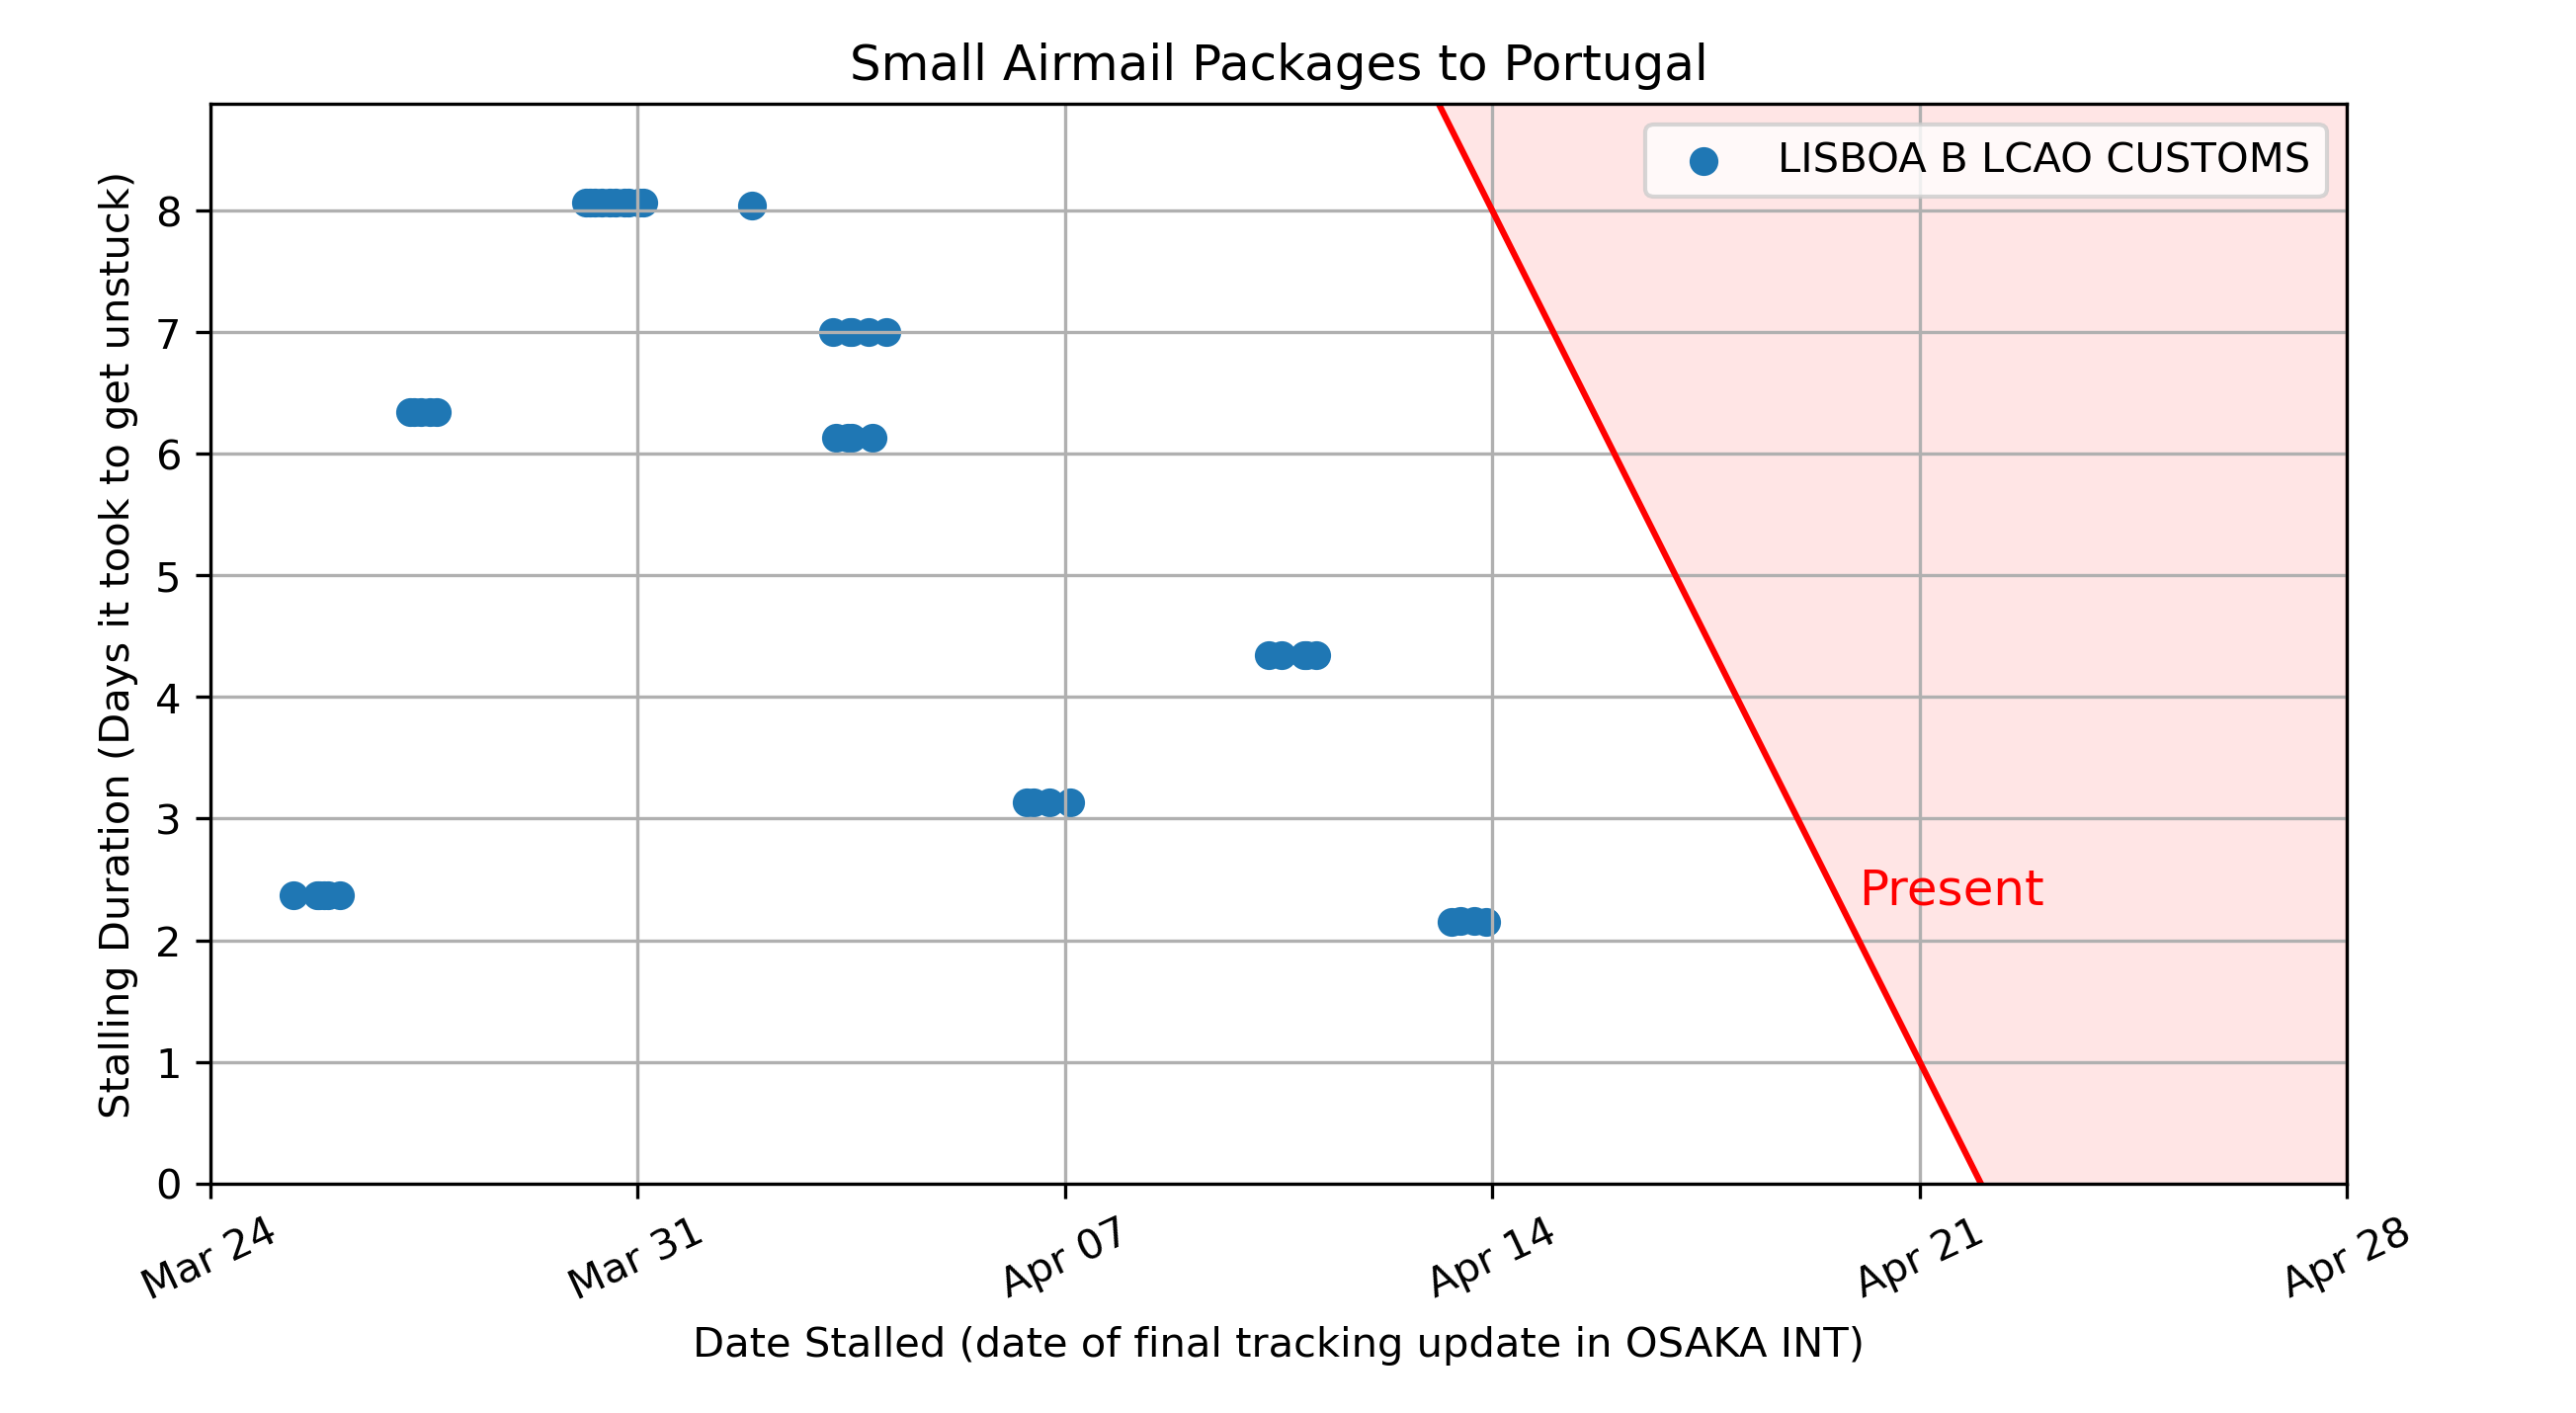 Small Airmail Packages to Portugal
LISBOA B LCAO CUSTOMS
Stalling Duration (Days it took to get unstuck)
8
7
6
5
4
3
2
1
0
Present
Mar 24
Mar 31
Apr 07
Apr 14
Apr 21
Apr 28
Date Stalled (date of final tracking update in OSAKA INT)